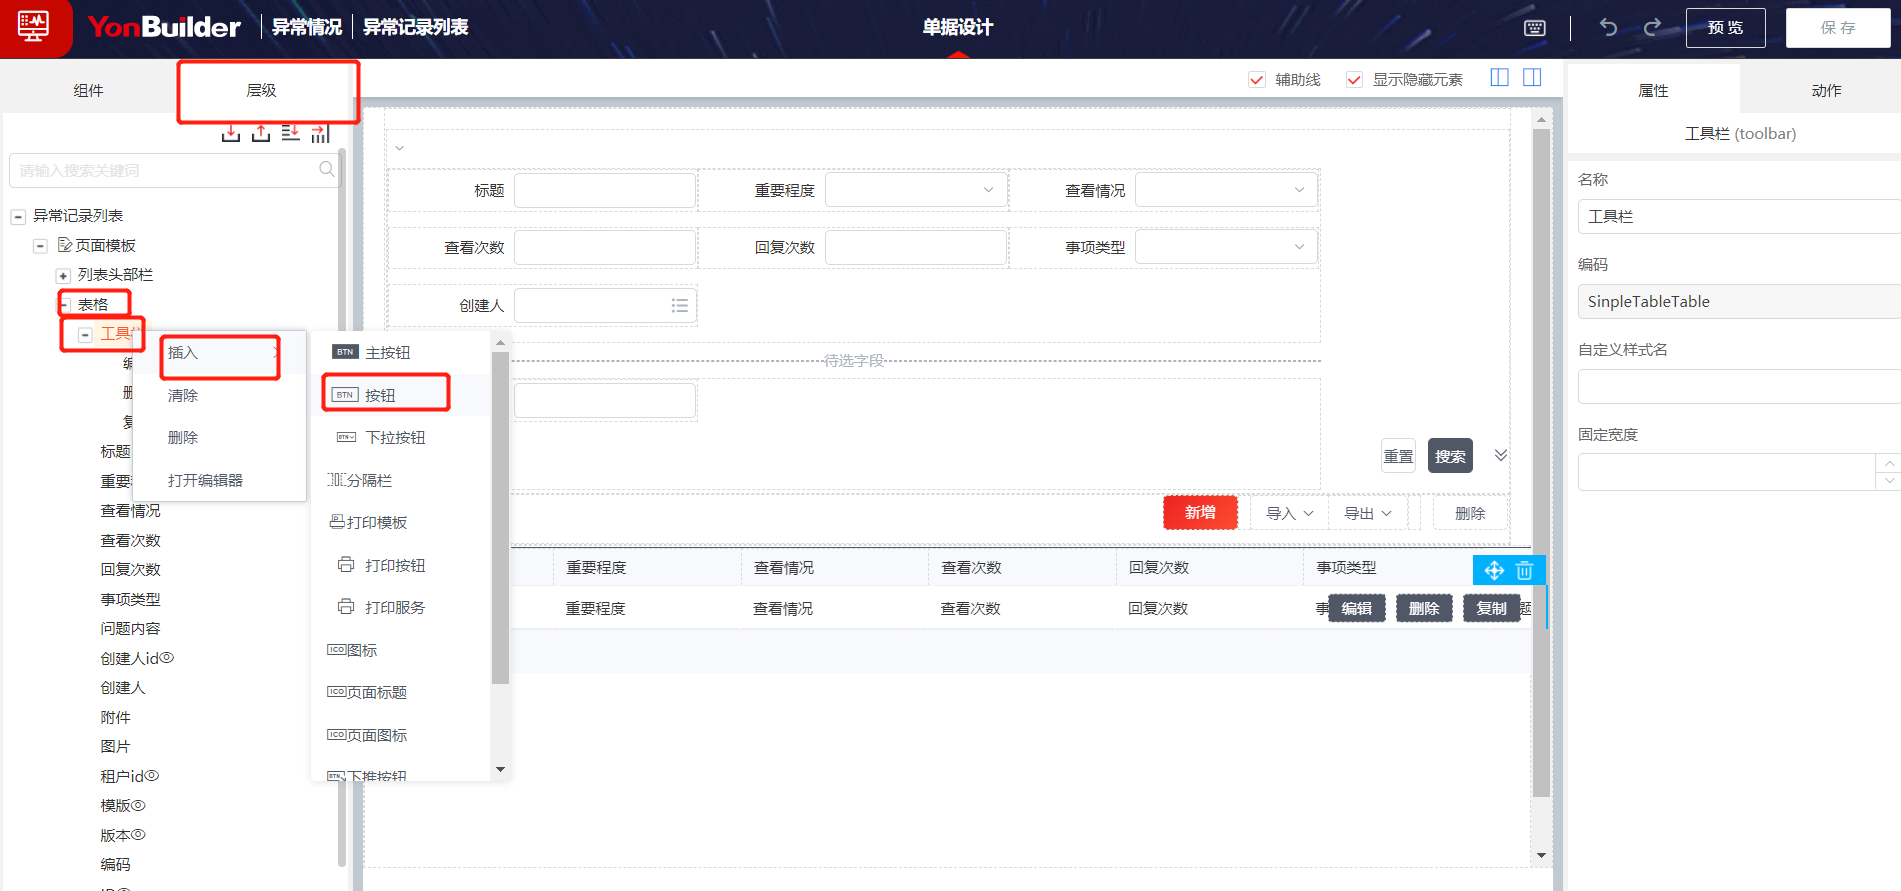 YonBuilder 异常情况 异常记录列表
单据设计
预 览
保 存
组件
层级
辅助线
显示隐藏元素
属性
动作
工具栏 (toolbar)
请输入搜索关键词
异常记录列表
页面模板
列表头部栏
表格
工具
标题
查看情况
查看次数
回复次数
事项类型
问题内容
创建人id
创建人
附件
图片
租户id
模版
版本
编码
插入
清除
删除
打开编辑器
BTN 主按钮
BTN 按钮
BTN 下拉按钮
分隔栏
打印模板
打印按钮
打印服务
ICO 图标
ICO 页面标题
ICO 页面图标
BTN 下推按钮
标题
重要程度
查看情况
查看次数
回复次数
事项类型
创建人
待选字段
重置
搜索
新增
导入
导出
删除
重要程度
查看情况
查看次数
回复次数
事项类型
重要程度
查看情况
查看次数
回复次数
事
编辑
删除
复制
题
名称
工具栏
编码
SinpleTableTable
自定义样式名
固定宽度